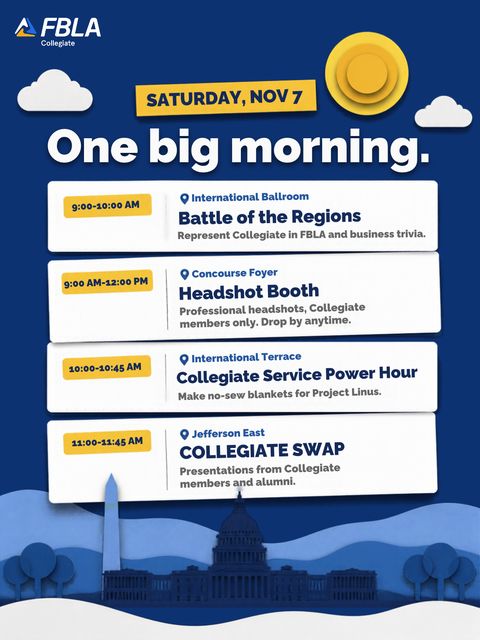 FBLA
Collegiate
SATURDAY, NOV 7
One big morning.
9:00-10:00 AM
International Ballroom
Battle of the Regions
Represent Collegiate in FBLA and business trivia.
9:00 AM-12:00 PM
Concourse Foyer
Headshot Booth
Professional headshots, Collegiate
members only. Drop by anytime.
10:00-10:45 AM
International Terrace
Collegiate Service Power Hour
Make no-sew blankets for Project Linus.
11:00-11:45 AM
Jefferson East
COLLEGIATE SWAP
Presentations from Collegiate
members and alumni.